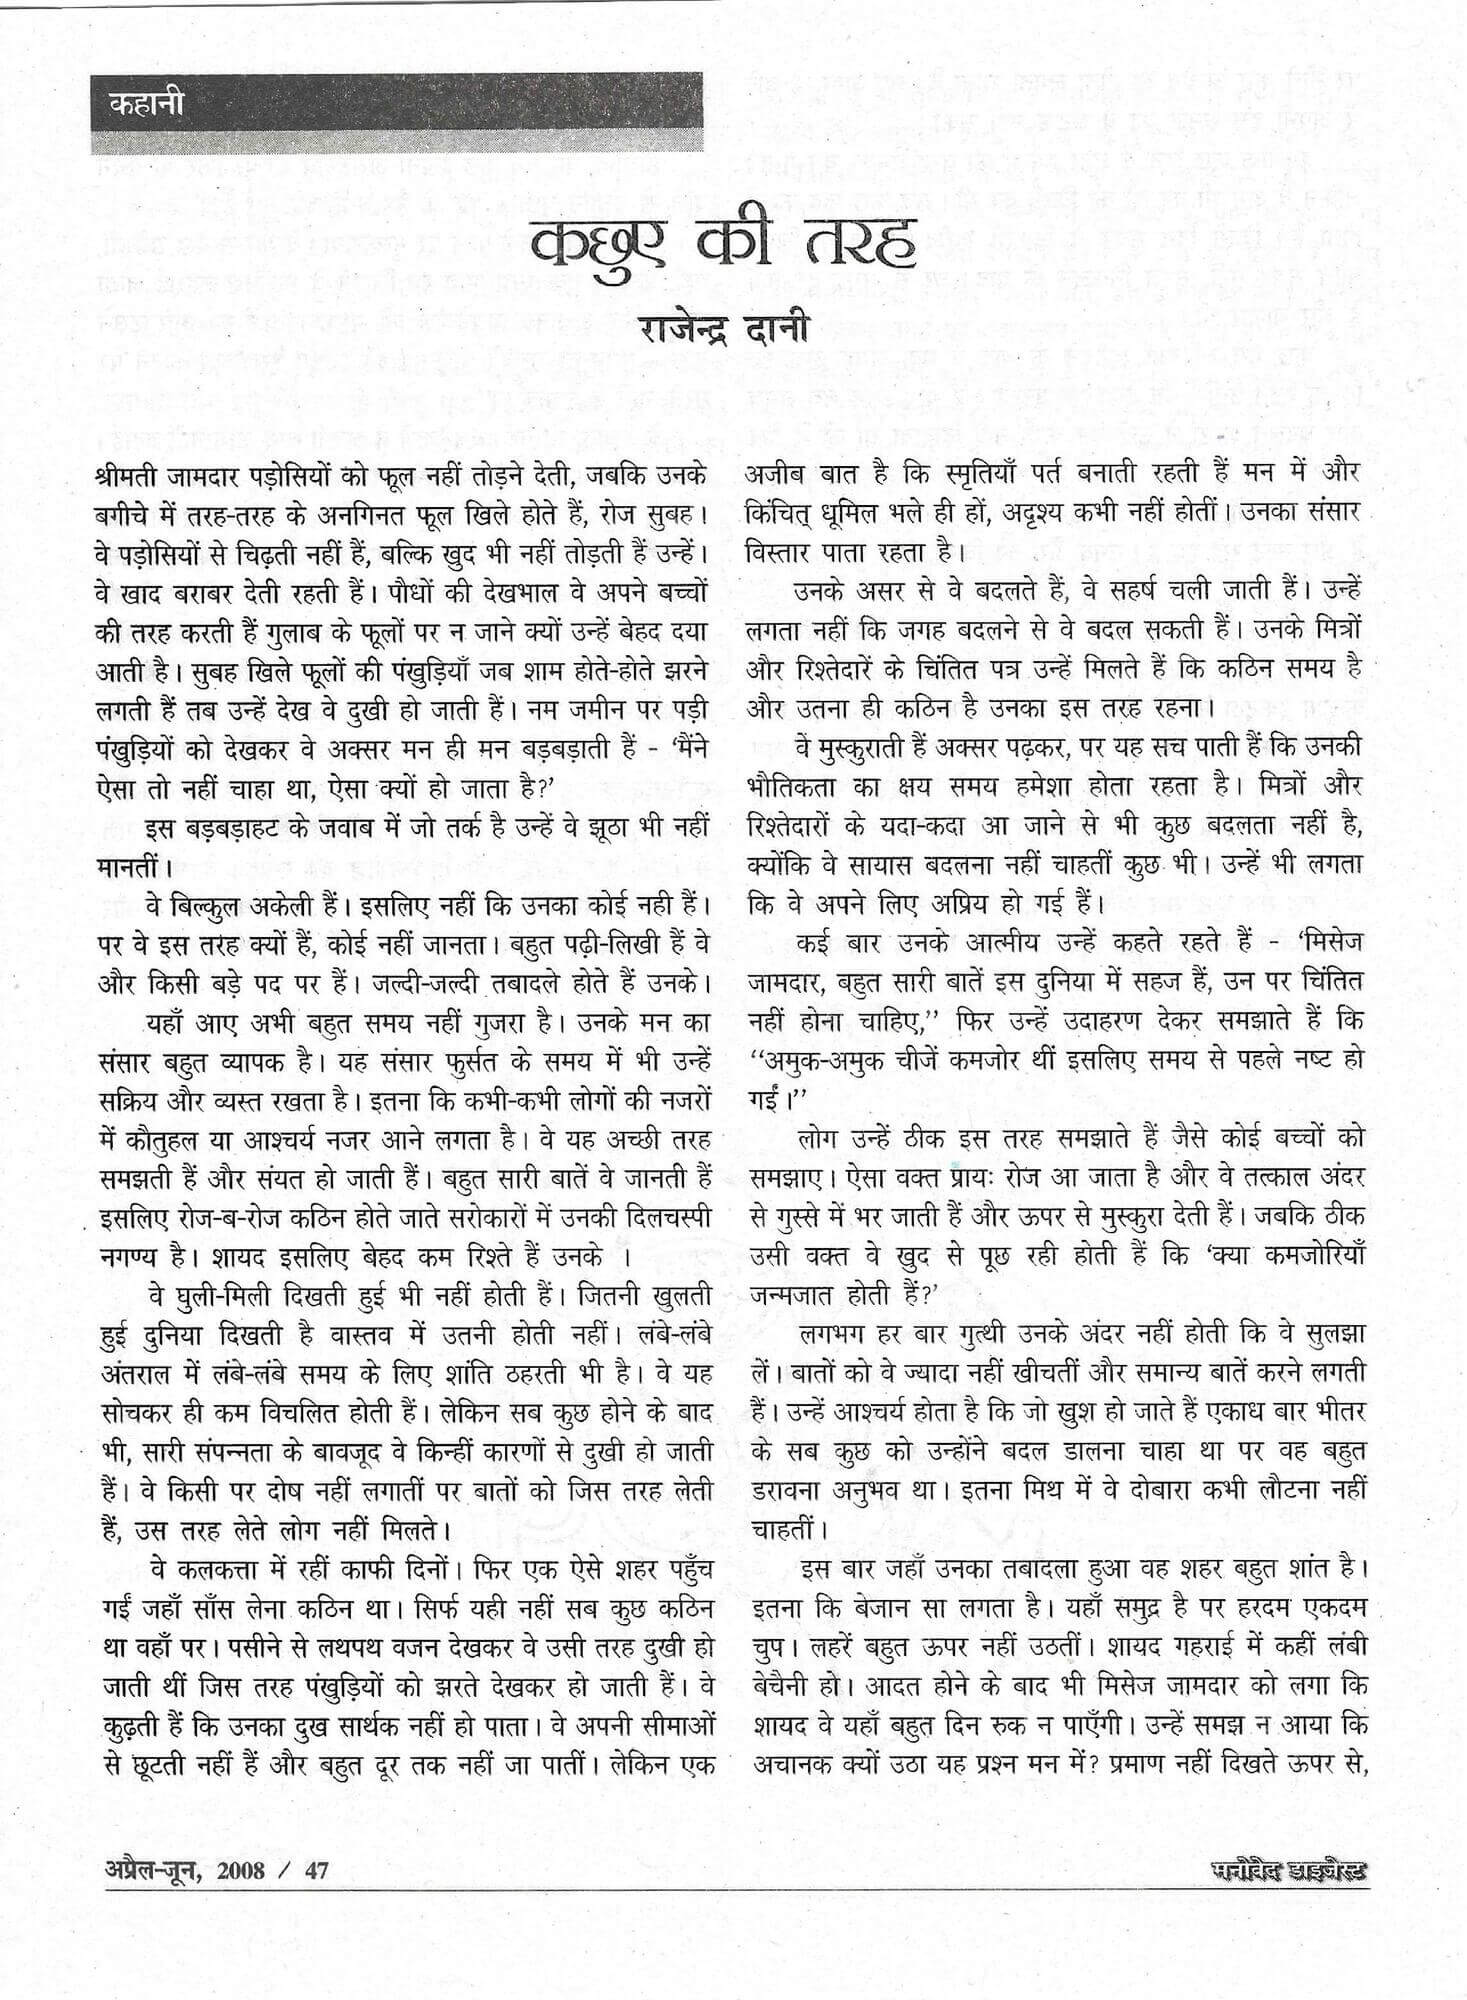 कहानी
कछुए की तरह
राजेन्द्र दानी
श्रीमती जामदार पड़ोसियों को फूल नहीं तोड़ने देती, जबकि उनके
बगीचे में तरह-तरह के अनगिनत फूल खिले होते हैं, रोज सुबह।
वे पड़ोसियों से चिढ़ती नहीं हैं, बल्कि खुद भी नहीं तोड़ती हैं उन्हें।
वे खाद बराबर देती रहती हैं। पौधों की देखभाल वे अपने बच्चों
की तरह करती हैं गुलाब के फूलों पर न जाने क्यों उन्हें बेहद दया
आती है। सुबह खिले फूलों की पंखुड़ियाँ जब शाम होते-होते झरने
लगती हैं तब उन्हें देख वे दुखी हो जाती हैं। नम जमीन पर पड़ी
पंखुड़ियों को देखकर वे अक्सर मन ही मन बड़बड़ाती हैं - ‘मैंने
ऐसा तो नहीं चाहा था, ऐसा क्यों हो जाता है?’
इस बड़बड़ाहट के जवाब में जो तर्क है उन्हें वे झूठा भी नहीं
मानतीं।
वे बिल्कुल अकेली हैं। इसलिए नहीं कि उनका कोई नही हैं।
पर वे इस तरह क्यों हैं, कोई नहीं जानता। बहुत पढ़ी-लिखी हैं वे
और किसी बड़े पद पर हैं। जल्दी-जल्दी तबादले होते हैं उनके।
यहाँ आए अभी बहुत समय नहीं गुजरा है। उनके मन का
संसार बहुत व्यापक है। यह संसार फुर्सत के समय में भी उन्हें
सक्रिय और व्यस्त रखता है। इतना कि कभी-कभी लोगों की नजरों
में कौतुहल या आश्चर्य नजर आने लगता है। वे यह अच्छी तरह
समझती हैं और संयत हो जाती हैं। बहुत सारी बातें वे जानती हैं
इसलिए रोज-ब-रोज कठिन होते जाते सरोकारों में उनकी दिलचस्पी
नगण्य है। शायद इसलिए बेहद कम रिश्ते हैं उनके ।
वे घुली-मिली दिखती हुई भी नहीं होती हैं। जितनी खुलती
हुई दुनिया दिखती है वास्तव में उतनी होती नहीं। लंबे-लंबे
अंतराल में लंबे-लंबे समय के लिए शांति ठहरती भी है। वे यह
सोचकर ही कम विचलित होती हैं। लेकिन सब कुछ होने के बाद
भी, सारी संपन्नता के बावजूद वे किन्हीं कारणों से दुखी हो जाती
हैं। वे किसी पर दोष नहीं लगातीं पर बातों को जिस तरह लेती
हैं, उस तरह लेते लोग नहीं मिलते।
वे कलकत्ता में रहीं काफी दिनों। फिर एक ऐसे शहर पहुँच
गईं जहाँ साँस लेना कठिन था। सिर्फ यही नहीं सब कुछ कठिन
था वहाँ पर। पसीने से लथपथ वजन देखकर वे उसी तरह दुखी हो
जाती थीं जिस तरह पंखुड़ियों को झरते देखकर हो जाती हैं। वे
कुढ़ती हैं कि उनका दुख सार्थक नहीं हो पाता। वे अपनी सीमाओं
से छूटती नहीं हैं और बहुत दूर तक नहीं जा पातीं। लेकिन एक
अजीब बात है कि स्मृतियाँ पर्त बनाती रहती हैं मन में और
किंचित् धूमिल भले ही हों, अदृश्य कभी नहीं होतीं। उनका संसार
विस्तार पाता रहता है।
उनके असर से वे बदलते हैं, वे सहर्ष चली जाती हैं। उन्हें
लगता नहीं कि जगह बदलने से वे बदल सकती हैं। उनके मित्रों
और रिश्तेदारें के चिंतित पत्र उन्हें मिलते हैं कि कठिन समय है
और उतना ही कठिन है उनका इस तरह रहना।
वे मुस्कुराती हैं अक्सर पढ़कर, पर यह सच पाती हैं कि उनकी
भौतिकता का क्षय समय हमेशा होता रहता है। मित्रों और
रिश्तेदारों के यदा-कदा आ जाने से भी कुछ बदलता नहीं है,
क्योंकि वे सायास बदलना नहीं चाहतीं कुछ भी। उन्हें भी लगता
कि वे अपने लिए अप्रिय हो गई हैं।
कई बार उनके आत्मीय उन्हें कहते रहते हैं - ‘मिसेज
जामदार, बहुत सारी बातें इस दुनिया में सहज हैं, उन पर चिंतित
नहीं होना चाहिए,’’ फिर उन्हें उदाहरण देकर समझाते हैं कि
‘‘अमुक-अमुक चीजें कमजोर थीं इसलिए समय से पहले नष्ट हो
गईं।’’
लोग उन्हें ठीक इस तरह समझाते हैं जैसे कोई बच्चों को
समझाए। ऐसा वक्त प्रायः रोज आ जाता है और वे तत्काल अंदर
से गुस्से में भर जाती हैं और ऊपर से मुस्कुरा देती हैं। जबकि ठीक
उसी वक्त वे खुद से पूछ रही होती हैं कि ‘क्या कमजोरियाँ
जन्मजात होती हैं?’
लगभग हर बार गुत्थी उनके अंदर नहीं होती कि वे सुलझा
लें। बातों को वे ज्यादा नहीं खीचतीं और समान्य बातें करने लगती
हैं। उन्हें आश्चर्य होता है कि जो खुश हो जाते हैं एकाध बार भीतर
के सब कुछ को उन्होंने बदल डालना चाहा था पर वह बहुत
डरावना अनुभव था। इतना मिथ में वे दोबारा कभी लौटना नहीं
चाहतीं।
इस बार जहाँ उनका तबादला हुआ वह शहर बहुत शांत है।
इतना कि बेजान सा लगता है। यहाँ समुद्र है पर हरदम एकदम
चुप। लहरें बहुत ऊपर नहीं उठतीं। शायद गहराई में कहीं लंबी
बेचैनी हो। आदत होने के बाद भी मिसेज जामदार को लगा कि
शायद वे यहाँ बहुत दिन रुक न पाएँगी। उन्हें समझ न आया कि
अचानक क्यों उठा यह प्रश्न मन में? प्रमाण नहीं दिखते ऊपर से,
अप्रैल-जून, 2008 / 47
मनोवेद डाइजेस्ट